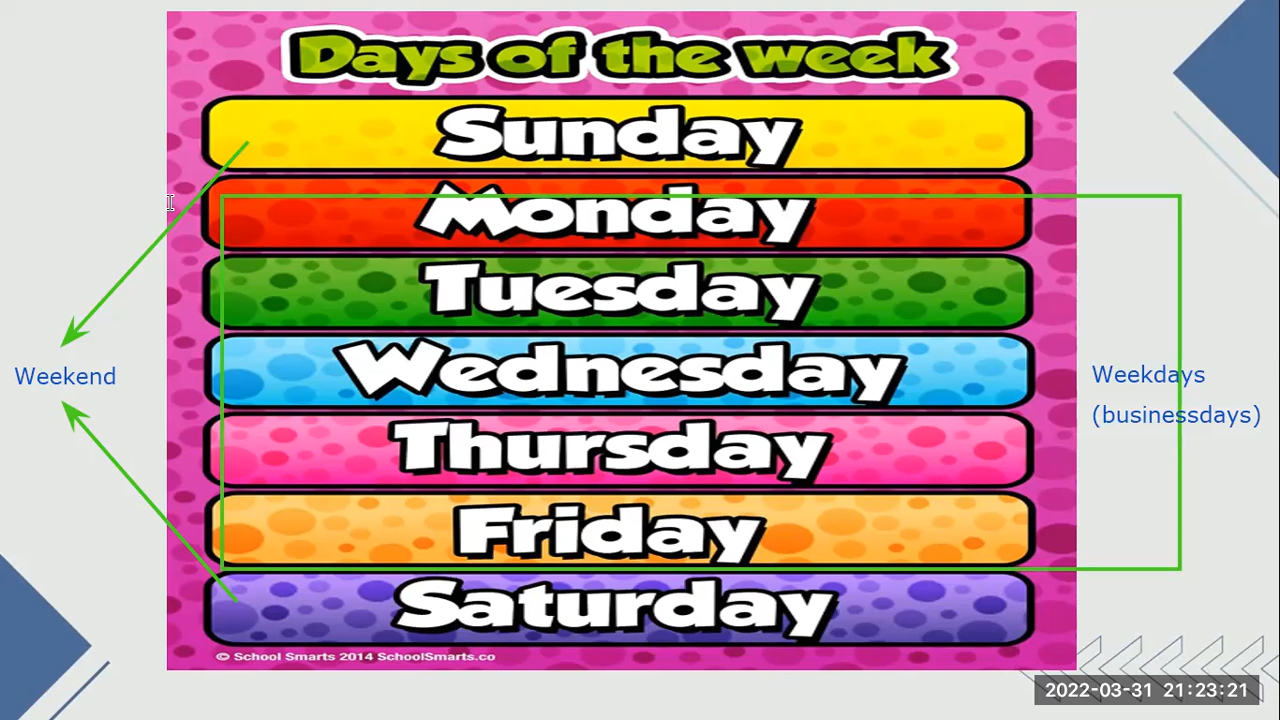 Days of the week
Sunday
Monday
Tuesday
Wednesday
Thursday
Friday
Saturday
© School Smarts 2014 SchoolSmarts.co
Weekend
Weekdays
(businessdays)
2022-03-31 21:23:21